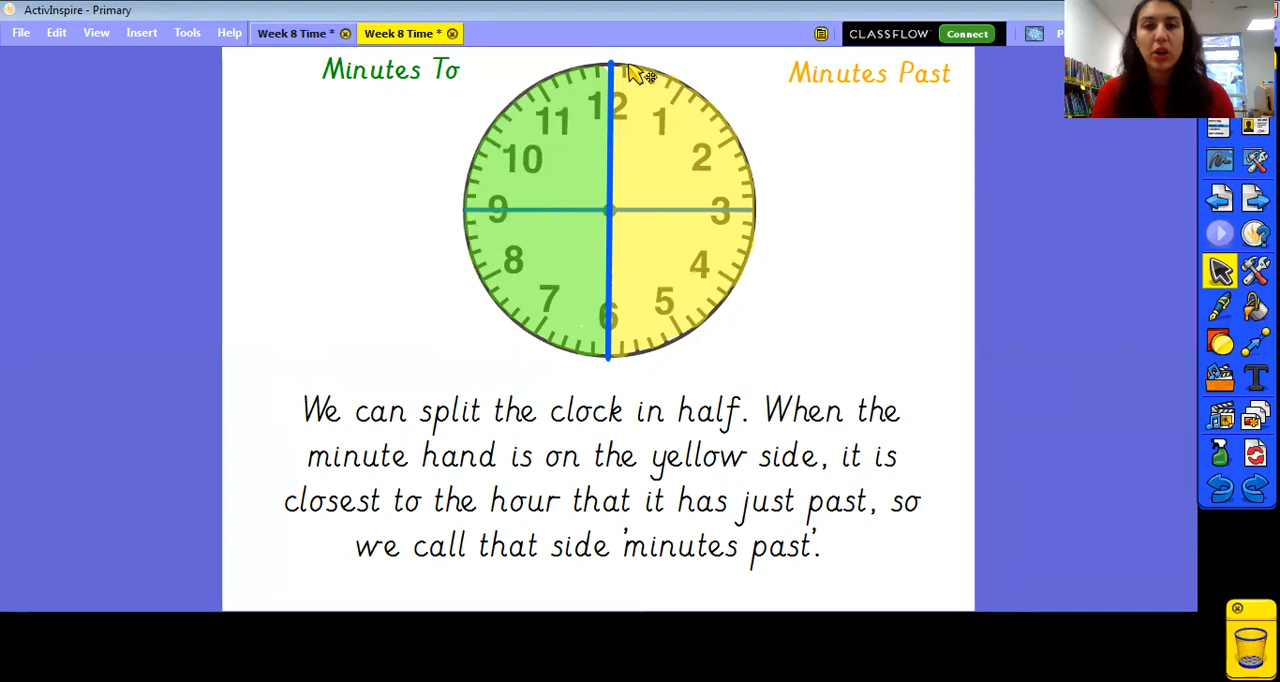 ActivInspire - Primary
File Edit View Insert Tools Help
Week 8 Time *
Week 8 Time *
CLASSFLOW Connect
Minutes To
Minutes Past
12
11
1
10
2
9
3
8
4
7
5
6
We can split the clock in half. When the
minute hand is on the yellow side, it is
closest to the hour that it has just past, so
we call that side 'minutes past'.